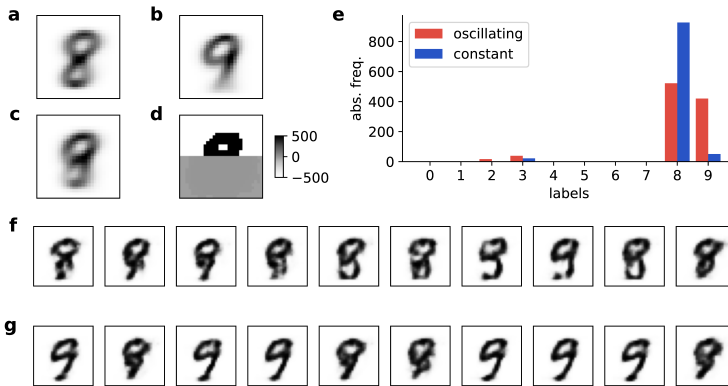 a
b
c
d
500
0
−500
e
abs. freq.
800
600
400
200
0
oscillating
constant
0 1 2 3 4 5 6 7 8 9
labels
f
g